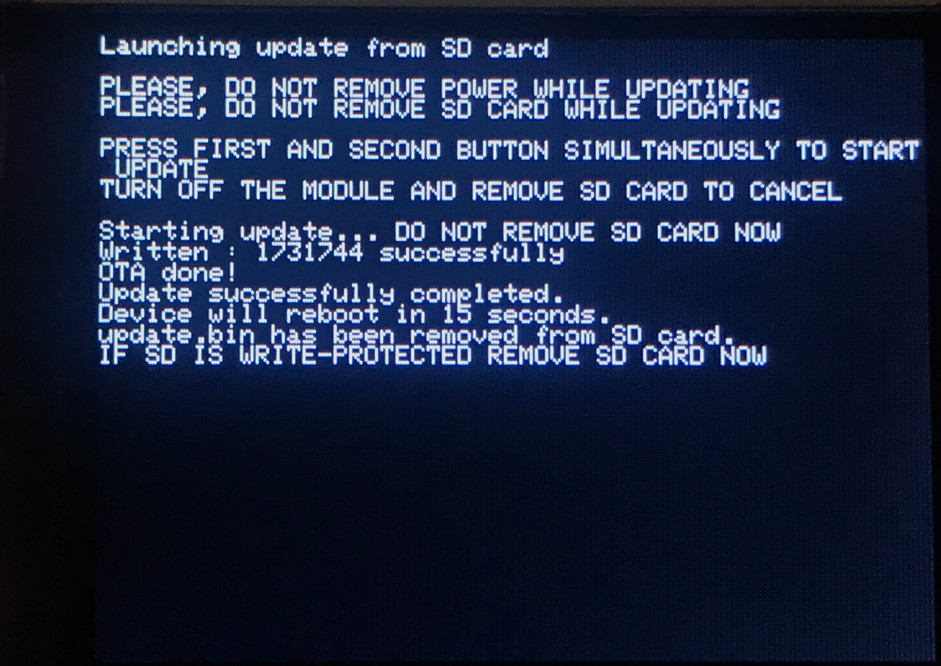 Launching update from SD card
PLEASE, DO NOT REMOVE POWER WHILE UPDATING
PLEASE, DO NOT REMOVE SD CARD WHILE UPDATING
PRESS FIRST AND SECOND BUTTON SIMULTANEOUSLY TO START
UPDATE
TURN OFF THE MODULE AND REMOVE SD CARD TO CANCEL
Starting update... DO NOT REMOVE SD CARD NOW
Written : 1731744 successfully
OTA done!
Update successfully completed.
Device will reboot in 15 seconds.
update.bin has been removed from SD card.
IF SD IS WRITE-PROTECTED REMOVE SD CARD NOW